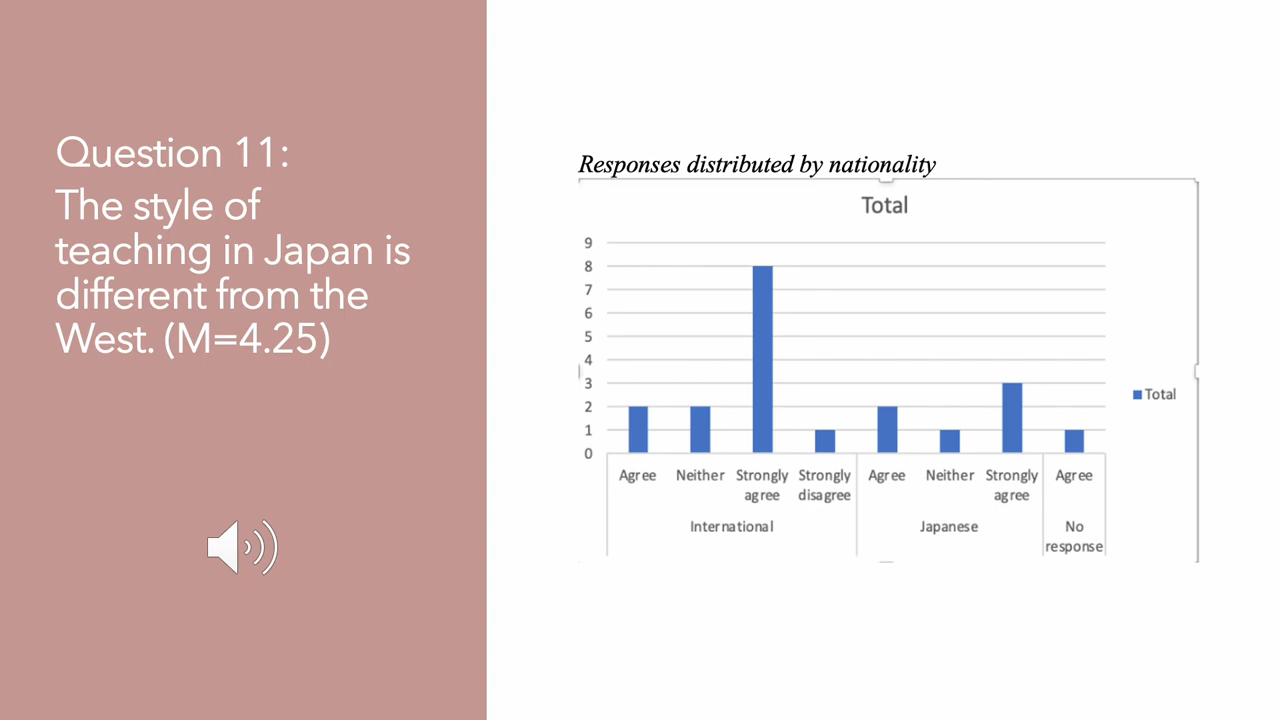 Question 11:
The style of
teaching in Japan is
different from the
West. (M=4.25)
Responses distributed by nationality
Total
9
8
7
6
5
4
3
2
1
0
Total
Agree Neither Strongly agree Strongly disagree Agree Neither Strongly agree Agree
International Japanese No response